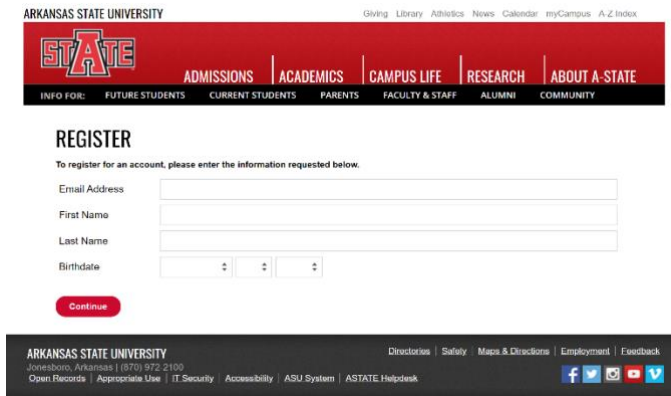 ARKANSAS STATE UNIVERSITY
Giving Library Athletics News Calendar myCampus A-Z Index
STATE
ADMISSIONS ACADEMICS CAMPUS LIFE RESEARCH ABOUT A-STATE
INFO FOR: FUTURE STUDENTS CURRENT STUDENTS PARENTS FACULTY & STAFF ALUMNI COMMUNITY
REGISTER
To register for an account, please enter the information requested below.
Email Address
First Name
Last Name
Birthdate
Continue
ARKANSAS STATE UNIVERSITY
Directories | Safety | Maps & Directions | Employment | Feedback
Jonesboro, Arkansas | (870) 972-2100
Open Records | Appropriate Use | IT Security | Accessibility | ASU System | ASTATE Helpdesk